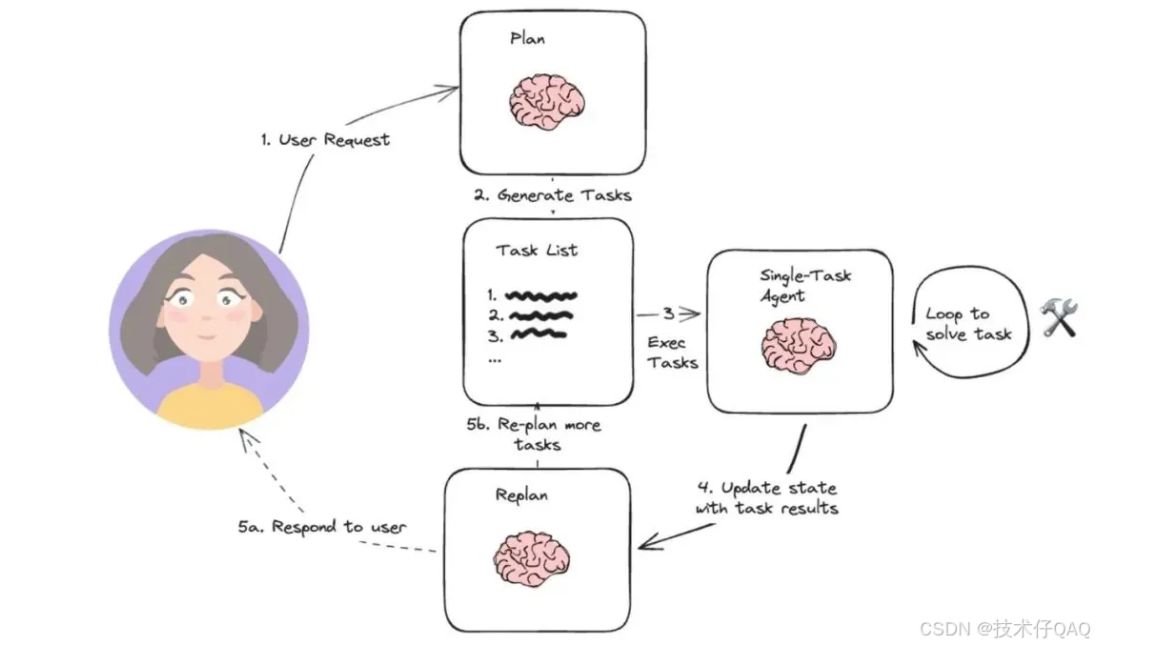 Plan
1. User Request
2. Generate Tasks
Task List
1.
2.
3.
...
3
Exec
Tasks
Single-Task
Agent
Loop to
solve task
5b. Re-plan more
tasks
Replan
4. Update state
with task results
5a. Respond to user
CSDN @技术仔QAQ